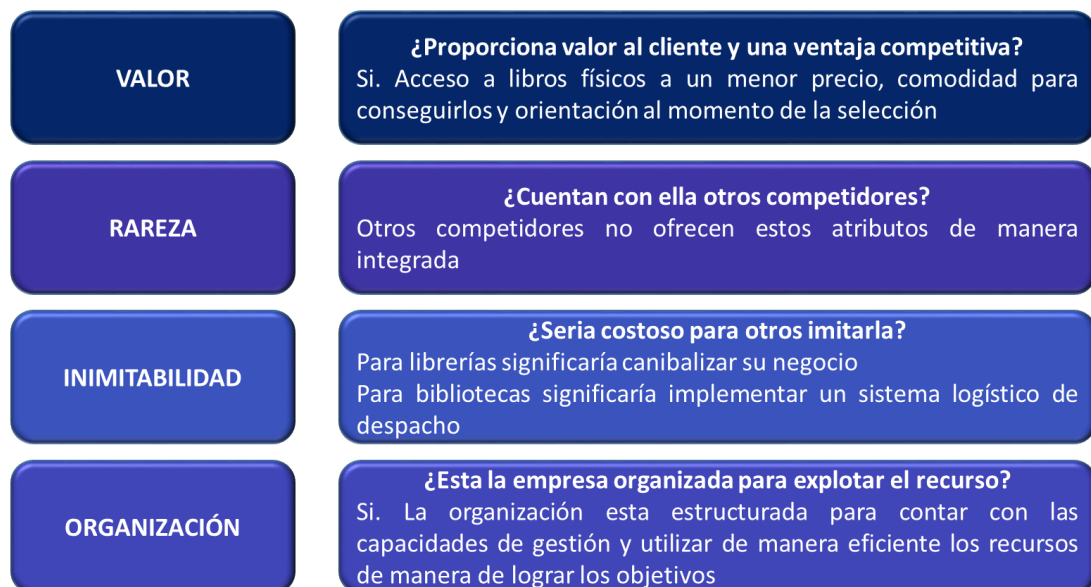 VALOR
¿Proporciona valor al cliente y una ventaja competitiva?
Si. Acceso a libros físicos a un menor precio, comodidad para
conseguirlos y orientación al momento de la selección
RAREZA
¿Cuentan con ella otros competidores?
Otros competidores no ofrecen estos atributos de manera
integrada
INIMITABILIDAD
¿Seria costoso para otros imitarla?
Para librerías significaría canibalizar su negocio
Para bibliotecas significaría implementar un sistema logístico de
despacho
ORGANIZACIÓN
¿Esta la empresa organizada para explotar el recurso?
Si. La organización esta estructurada para contar con las
capacidades de gestión y utilizar de manera eficiente los recursos
de manera de lograr los objetivos